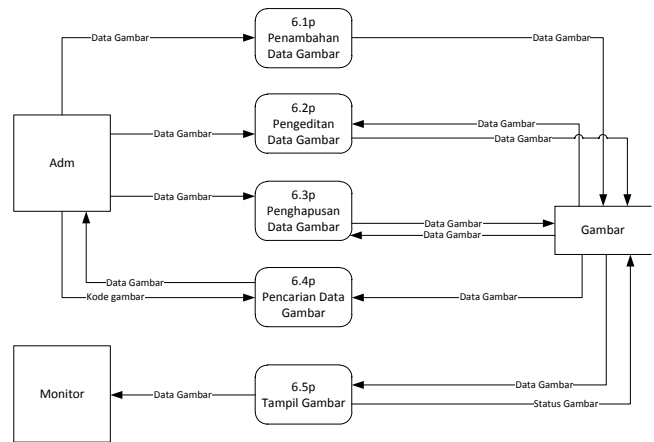 6.1p
Penambahan
Data Gambar
Data Gambar
Data Gambar
6.2p
Pengeditan
Data Gambar
Data Gambar
Data Gambar
Data Gambar
Adm
6.3p
Penghapusan
Data Gambar
Data Gambar
Data Gambar
Data Gambar
Gambar
6.4p
Pencarian Data
Gambar
Data Gambar
Kode gambar
Data Gambar
Monitor
6.5p
Tampil Gambar
Data Gambar
Data Gambar
Status Gambar